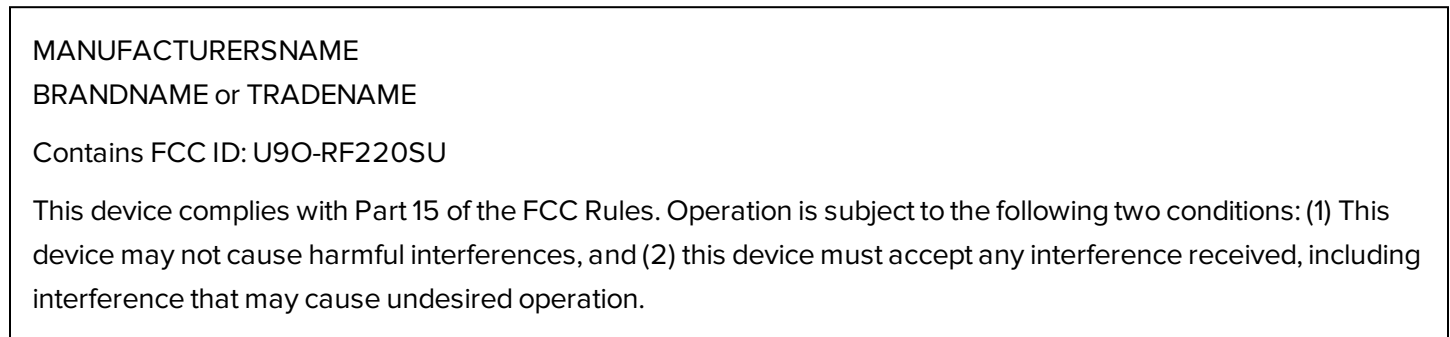 MANUFACTURERSNAME
BRANDNAME or TRADENAME
Contains FCC ID: U9O-RF220SU
This device complies with Part 15 of the FCC Rules. Operation is subject to the following two conditions: (1) This
device may not cause harmful interferences, and (2) this device must accept any interference received, including
interference that may cause undesired operation.